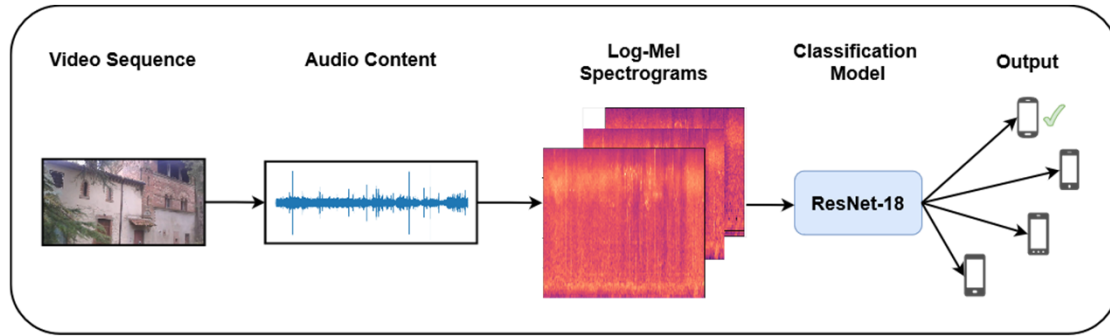 Video Sequence
Audio Content
Log-Mel
Spectrograms
Classification
Model
Output
ResNet-18